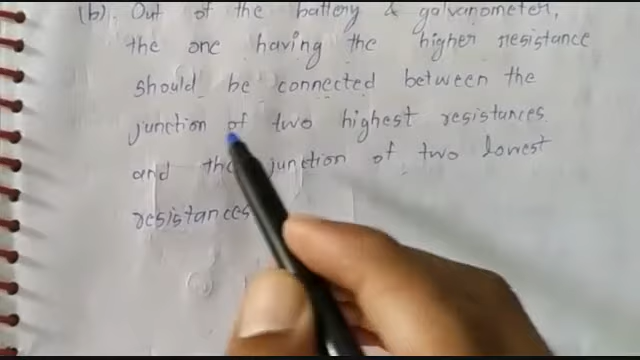 (b). Out of the battery & galvanometer,
the one having the higher resistance
should be connected between the
junction of two highest resistances
and the junction of two lowest
resistances